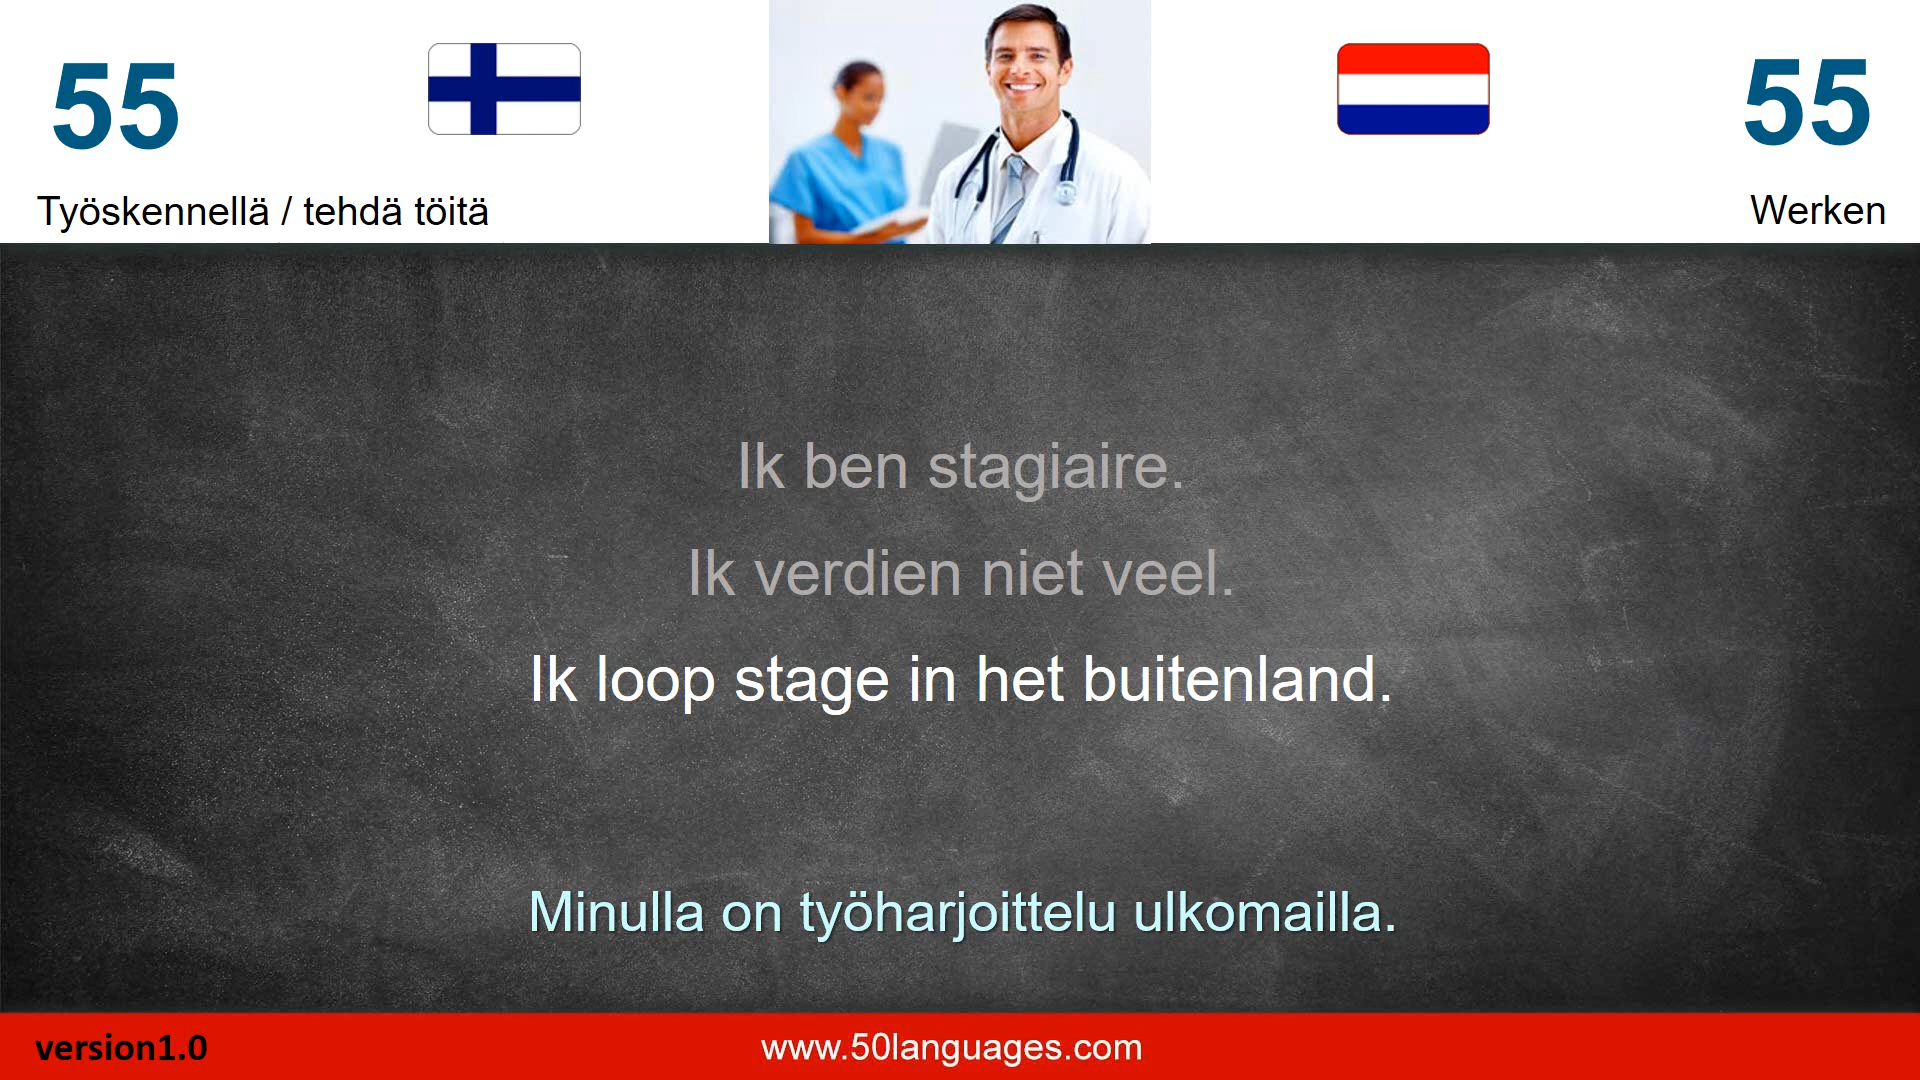 55
55
Työskennellä / tehdä töitä
Werken
Ik ben stagiaire.
Ik verdien niet veel.
Ik loop stage in het buitenland.
Minulla on työharjoittelu ulkomailla.
version1.0
www.50languages.com